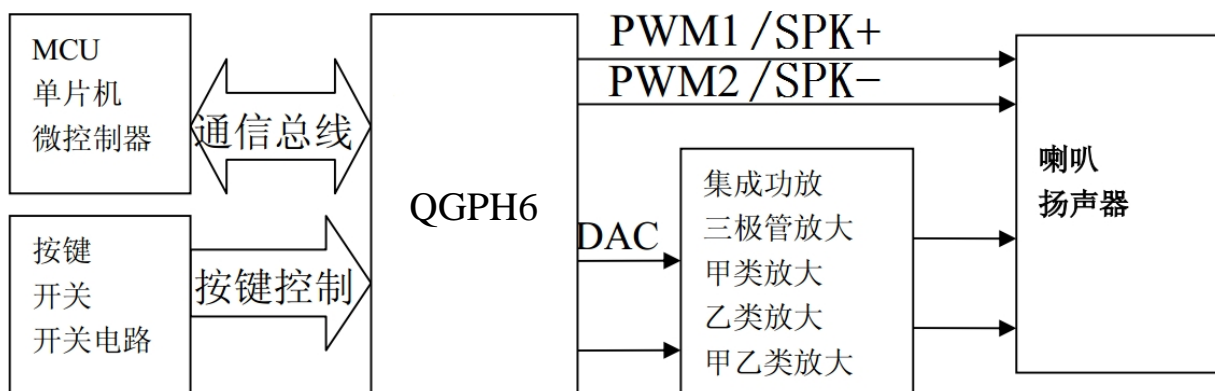 MCU
单片机
微控制器
通信总线
按键
开关
开关电路
按键控制
QGPH6
PWM1/SPK+
PWM2/SPK-
DAC
集成功放
三极管放大
甲类放大
乙类放大
甲乙类放大
喇叭
扬声器